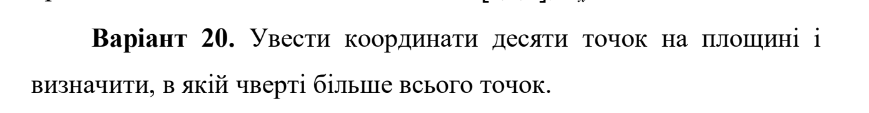 Варіант 20. Увести координати десяти точок на площині і
визначити, в якій чверті більше всього точок.